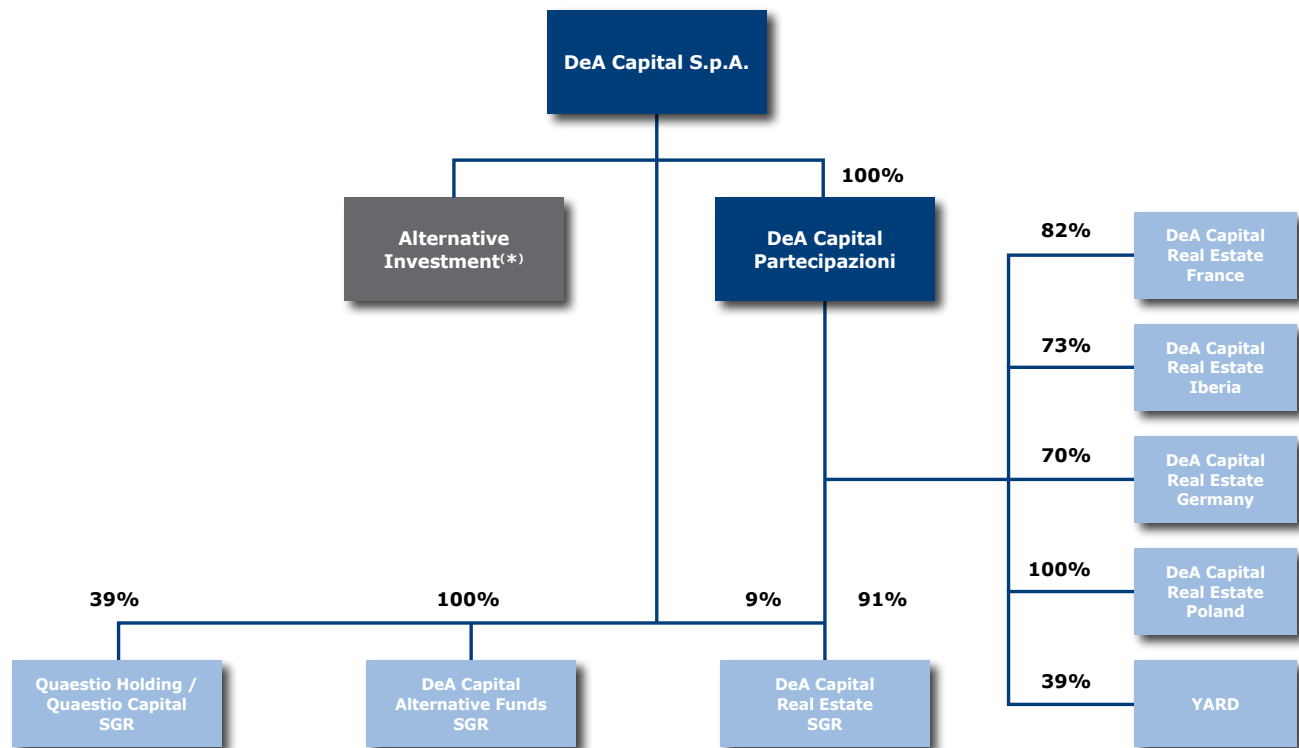 DeA Capital S.p.A.
100%
Alternative
Investment(*)
DeA Capital
Partecipazioni
82%
DeA Capital
Real Estate
France
73%
DeA Capital
Real Estate
Iberia
70%
DeA Capital
Real Estate
Germany
100%
DeA Capital
Real Estate
Poland
39%
YARD
39%
100%
9%
91%
Quaestio Holding /
Quaestio Capital
SGR
DeA Capital
Alternative Funds
SGR
DeA Capital
Real Estate
SGR